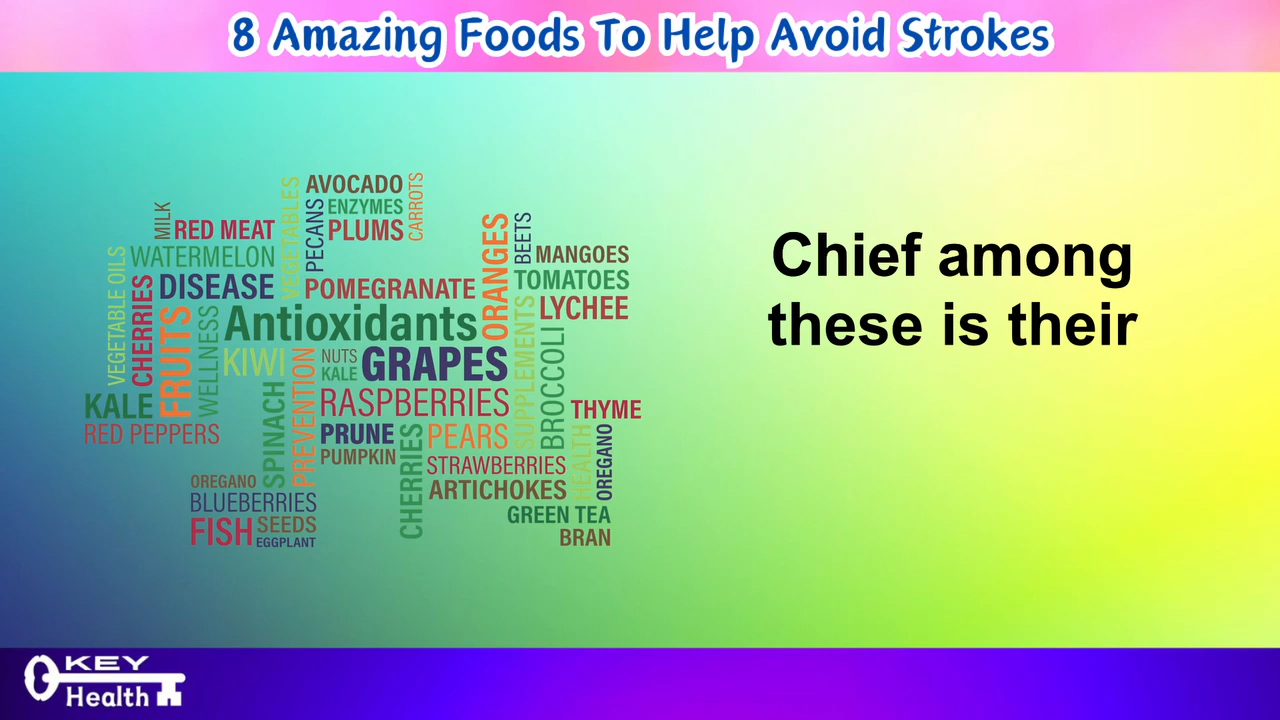 8 Amazing Foods To Help Avoid Strokes
AVOCADO
CARROTS
VEGETABLES
ENZYMES
PECANS
PLUMS
MILK
RED MEAT
ORANGES
BEETS
WATERMELON
MANGOES
VEGETABLE OILS
CHERRIES
DISEASE
POMEGRANATE
TOMATOES
LYCHEE
FRUITS
WELLNESS
Antioxidants
SUPPLEMENTS
BROCCOLI
KIWI
PREVENTION
NUTS
KALE
GRAPES
KALE
SPINACH
RASPBERRIES
THYME
RED PEPPERS
PRUNE
CHERRIES
PEARS
HEALTH
OREGANO
PUMPKIN
STRAWBERRIES
OREGANO
ARTICHOKES
BLUEBERRIES
GREEN TEA
FISH
SEEDS
EGGPLANT
BRAN
Chief among
these is their
KEY
Health